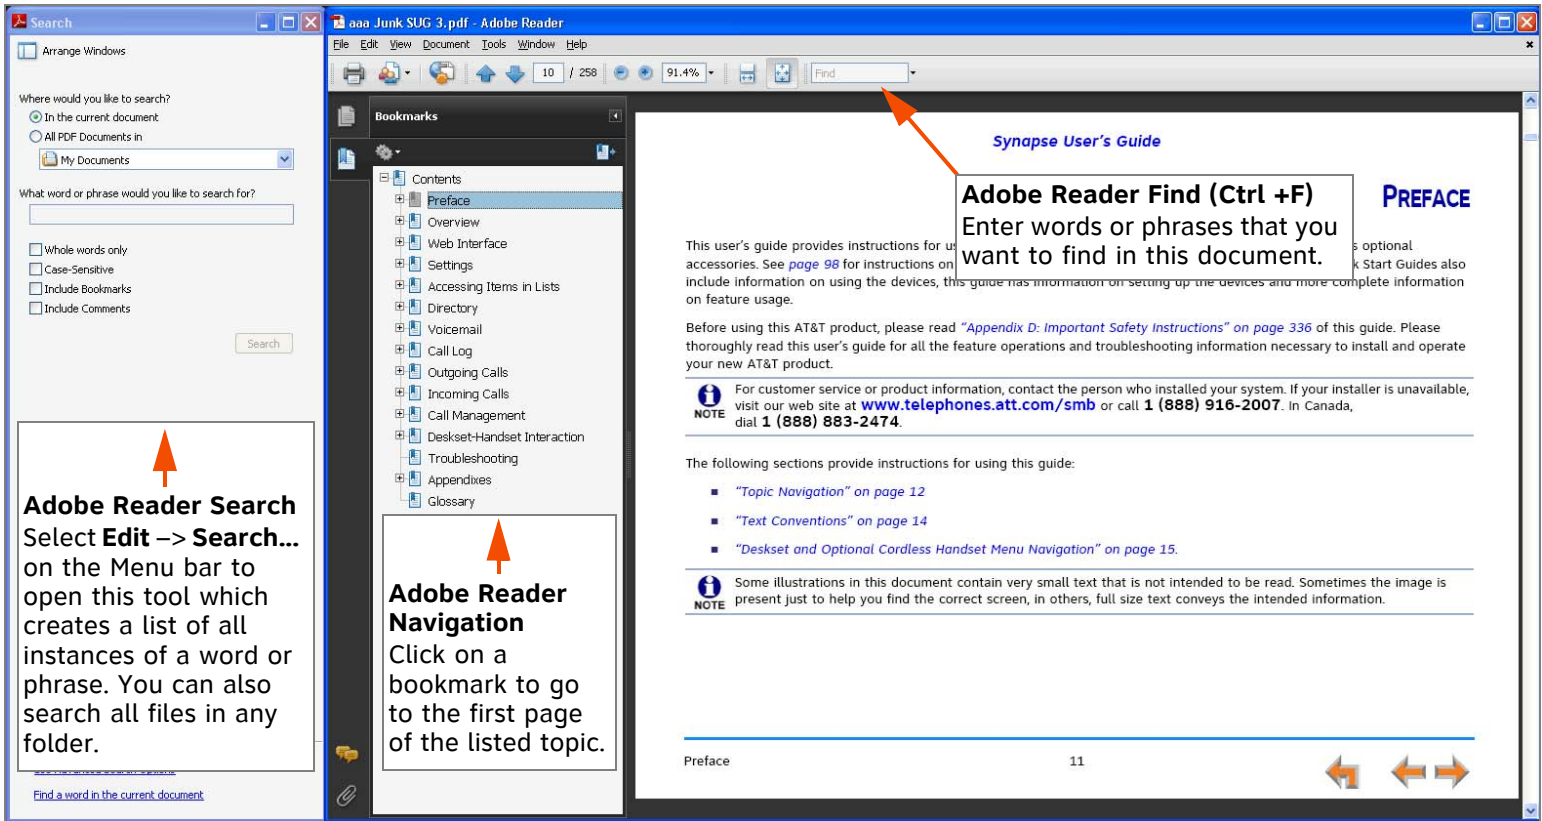 Search
Arrange Windows
Where would you like to search?
In the current document
All PDF Documents in
My Documents
What word or phrase would you like to search for?
Whole words only
Case-Sensitive
Include Bookmarks
Include Comments
Search
Adobe Reader Search
Select Edit –> Search...
on the Menu bar to
open this tool which
creates a list of all
instances of a word or
phrase. You can also
search all files in any
folder.
Find a word in the current document
aaa Junk SUG 3.pdf - Adobe Reader
File Edit View Document Tools Window Help
10 / 258 91.4% Find
Bookmarks
Contents
Preface
Overview
Web Interface
Settings
Accessing Items in Lists
Directory
Voicemail
Call Log
Outgoing Calls
Incoming Calls
Call Management
Deskset-Handset Interaction
Troubleshooting
Appendixes
Glossary
Adobe Reader
Navigation
Click on a
bookmark to go
to the first page
of the listed topic.
Synapse User's Guide
Adobe Reader Find (Ctrl +F)
Enter words or phrases that you
want to find in this document.
PREFACE
This user's guide provides instructions for optional
accessories. See page 98 for instructions on Start Guides also
include information on using the devices, this guide has information on setting up the devices and more complete information
on feature usage.
Before using this AT&T product, please read "Appendix D: Important Safety Instructions" on page 336 of this guide. Please
thoroughly read this user's guide for all the feature operations and troubleshooting information necessary to install and operate
your new AT&T product.
NOTE
For customer service or product information, contact the person who installed your system. If your installer is unavailable,
visit our web site at www.telephones.att.com/smb or call 1 (888) 916-2007. In Canada,
dial 1 (888) 883-2474.
The following sections provide instructions for using this guide:
"Topic Navigation" on page 12
"Text Conventions" on page 14
"Deskset and Optional Cordless Handset Menu Navigation" on page 15.
NOTE
Some illustrations in this document contain very small text that is not intended to be read. Sometimes the image is
present just to help you find the correct screen, in others, full size text conveys the intended information.
Preface 11